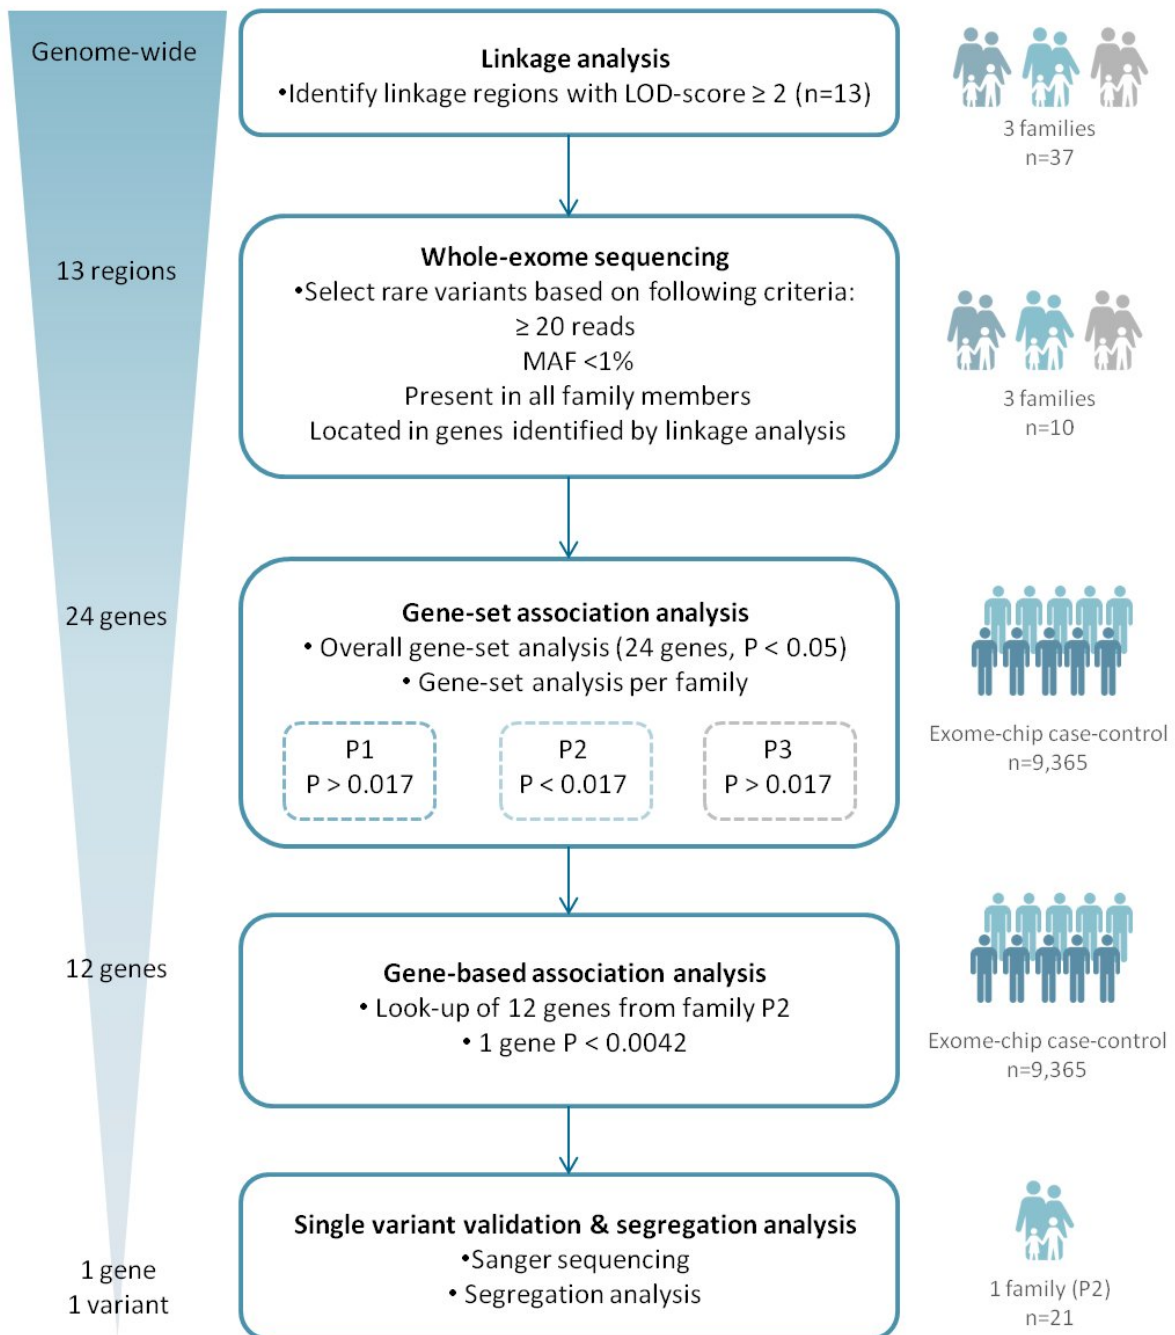 Genome-wide
Linkage analysis
•Identify linkage regions with LOD-score ≥ 2 (n=13)
3 families
n=37
13 regions
Whole-exome sequencing
•Select rare variants based on following criteria:
≥ 20 reads
MAF <1%
Present in all family members
Located in genes identified by linkage analysis
3 families
n=10
24 genes
Gene-set association analysis
• Overall gene-set analysis (24 genes, P < 0.05)
• Gene-set analysis per family
P1
P > 0.017
P2
P < 0.017
P3
P > 0.017
Exome-chip case-control
n=9,365
12 genes
Gene-based association analysis
• Look-up of 12 genes from family P2
• 1 gene P < 0.0042
Exome-chip case-control
n=9,365
1 gene
1 variant
Single variant validation & segregation analysis
•Sanger sequencing
• Segregation analysis
1 family (P2)
n=21